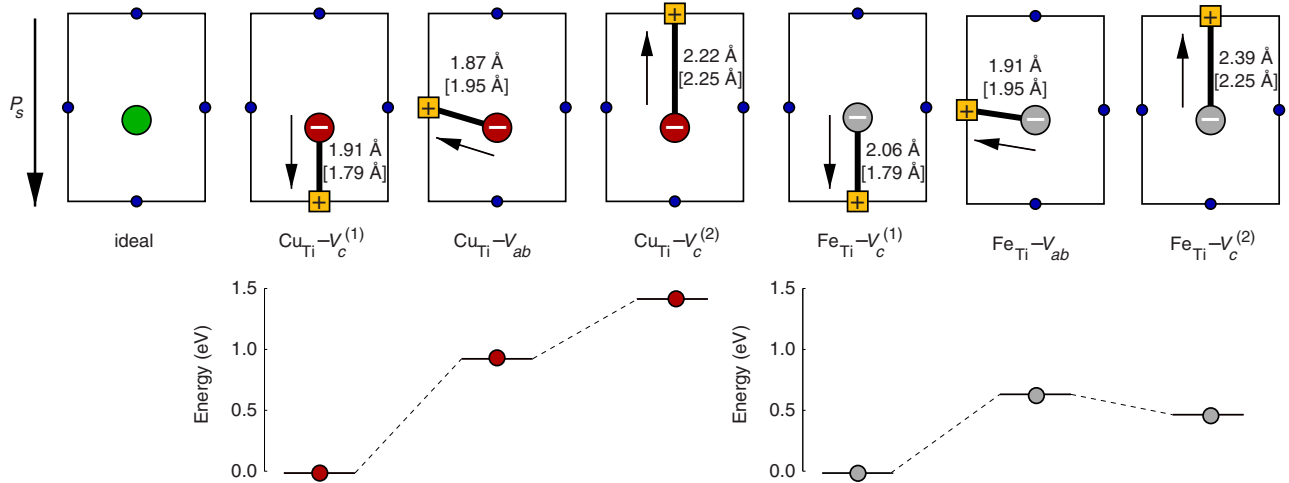 P_s
1.91 Å
[1.79 Å]
1.87 Å
[1.95 Å]
2.22 Å
[2.25 Å]
2.06 Å
[1.79 Å]
1.91 Å
[1.95 Å]
2.39 Å
[2.25 Å]
+ − + − + − − + + − + −
ideal
Cu_Ti–V_c^(1)
Cu_Ti–V_ab
Cu_Ti–V_c^(2)
Fe_Ti–V_c^(1)
Fe_Ti–V_ab
Fe_Ti–V_c^(2)
Energy (eV)
1.5
1.0
0.5
0.0
Energy (eV)
1.5
1.0
0.5
0.0